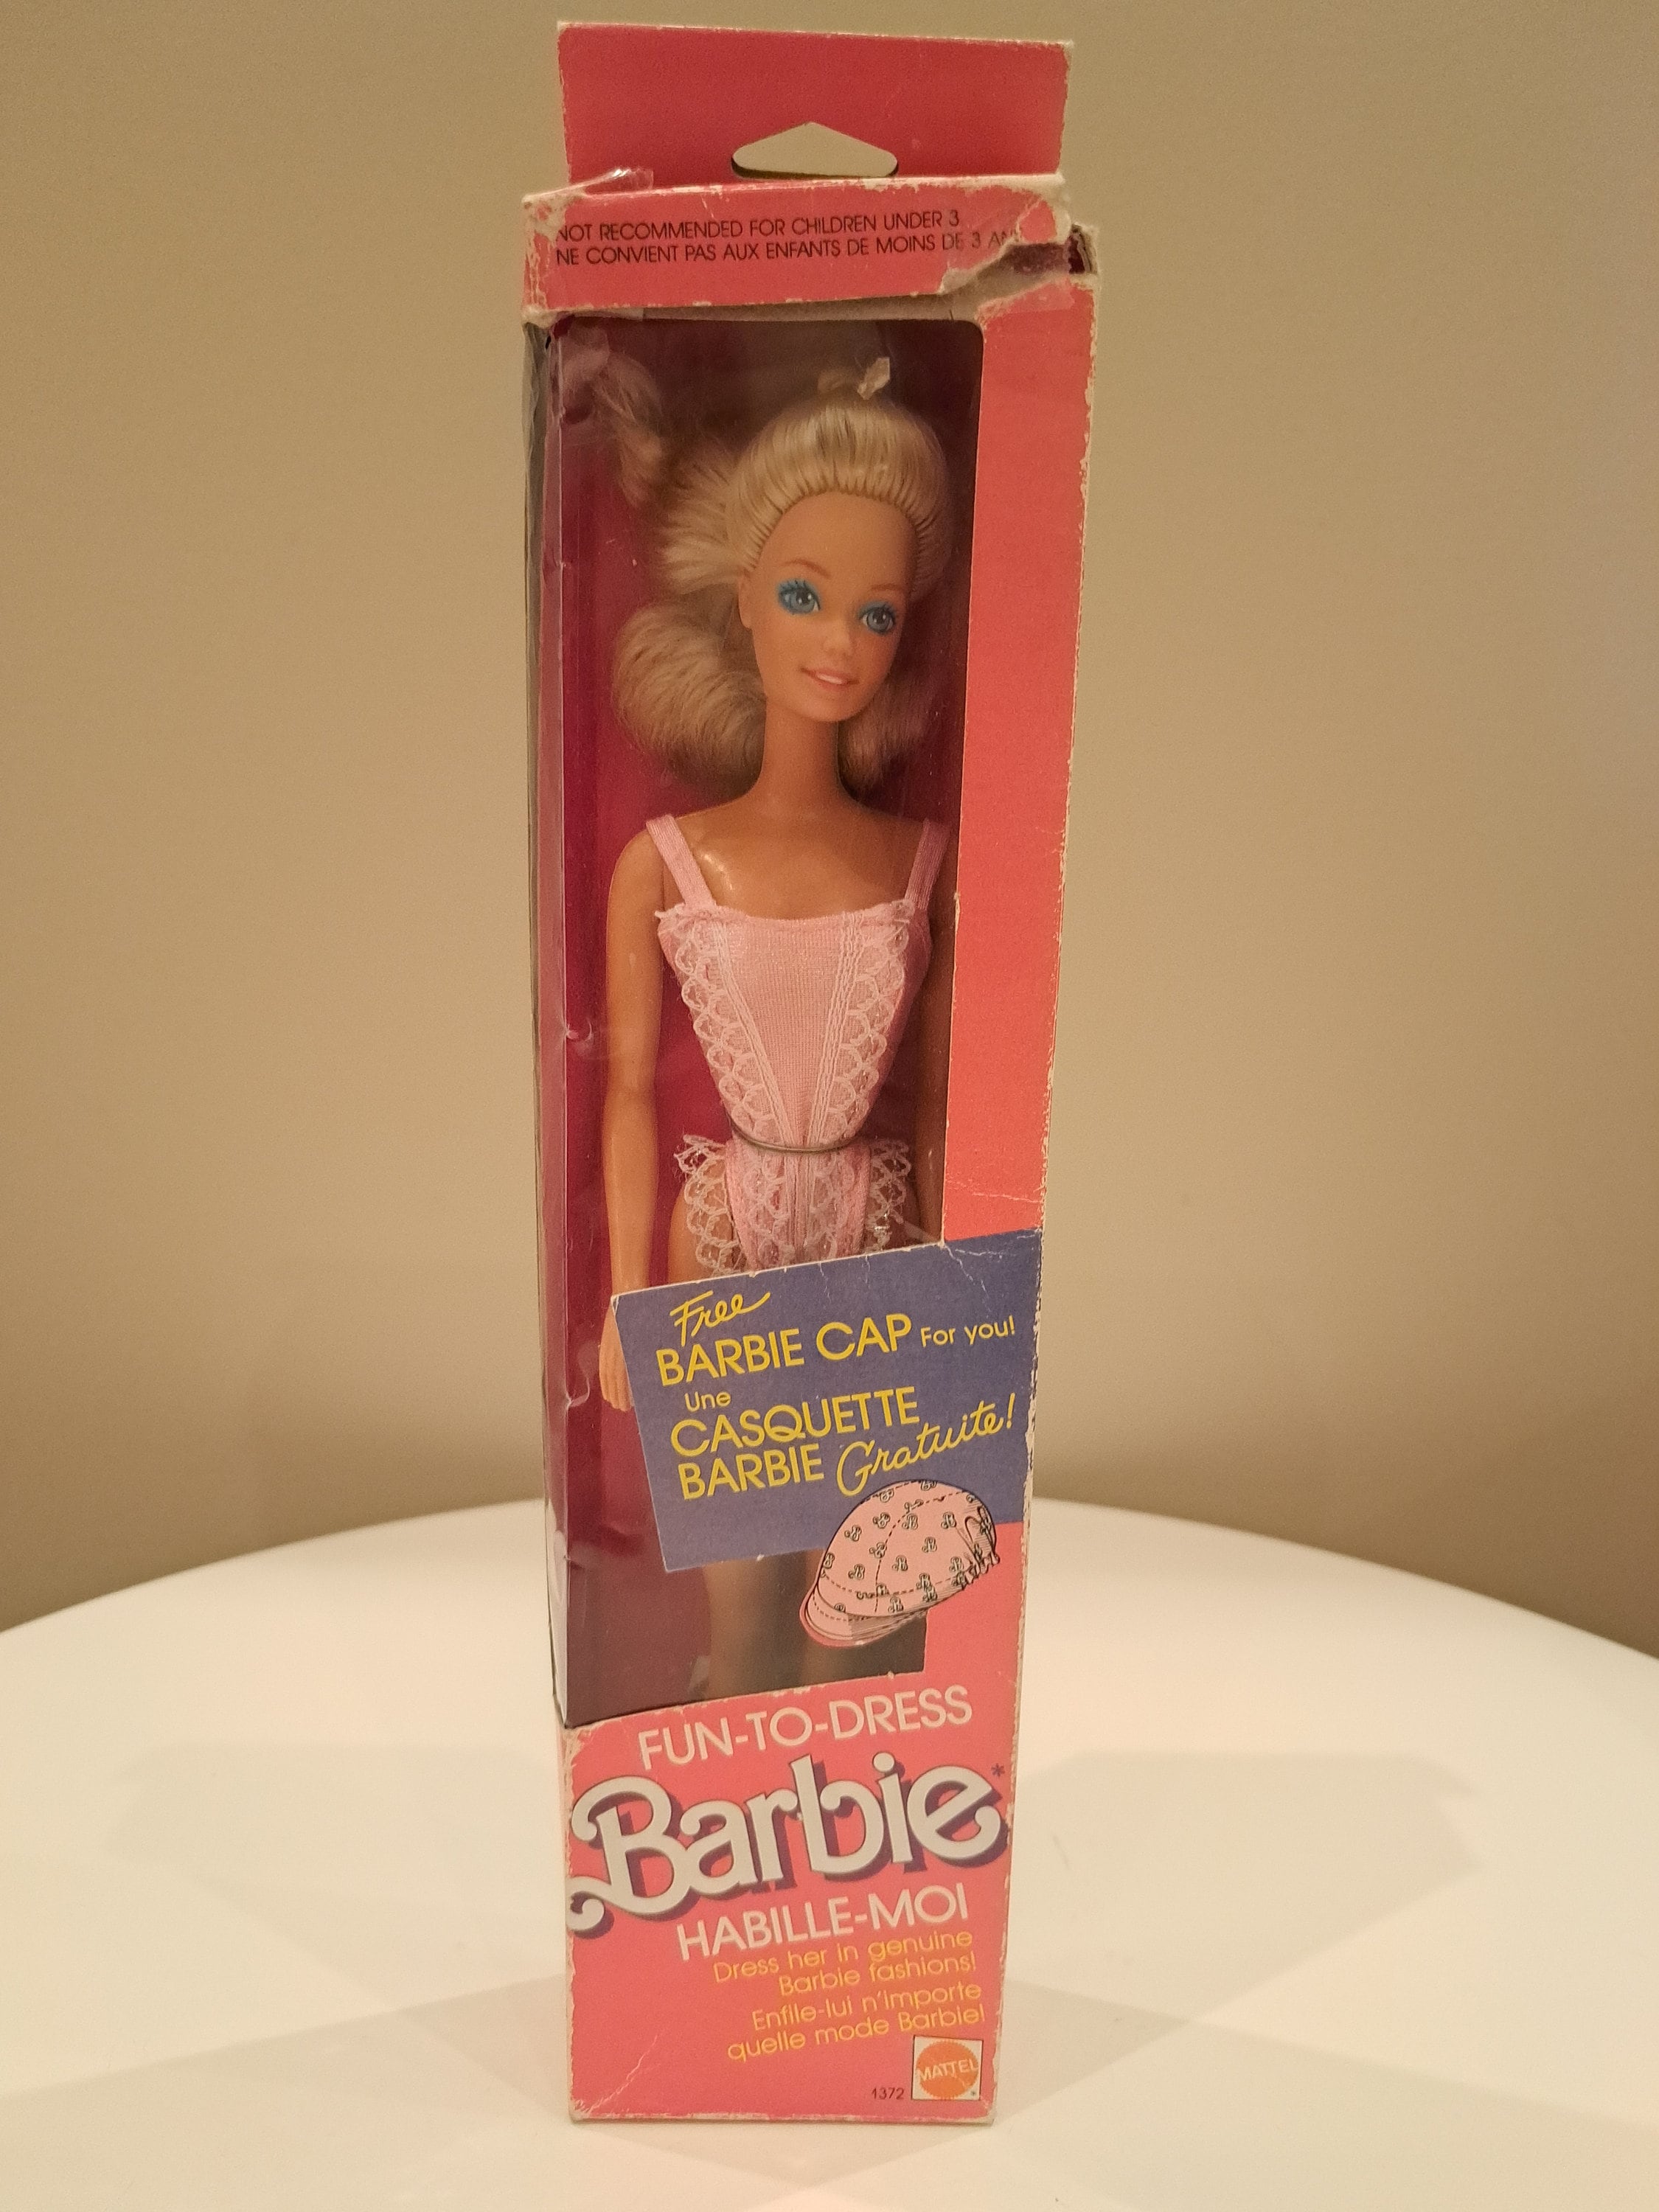 NOT RECOMMENDED FOR CHILDREN UNDER 3
NE CONVIENT PAS AUX ENFANTS DE MOINS DE 3 AN
Free
BARBIE CAP For you!
Une
CASQUETTE
BARBIE Gratuite!
FUN-TO-DRESS
Barbie*
HABILLE-MOI
Dress her in genuine
Barbie fashions!
Enfile-lui n'importe
quelle mode Barbie!
1372 MATTEL